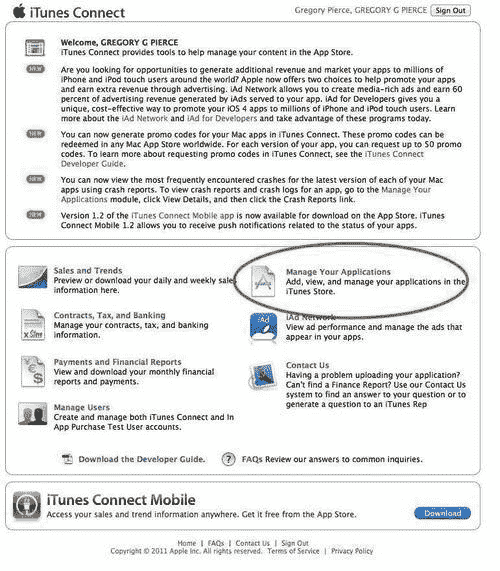 iTunes Connect
Gregory Pierce, GREGORY G PIERCE Sign Out
Welcome, GREGORY G PIERCE
iTunes Connect provides tools to help manage your content in the App Store.
NEW
Are you looking for opportunities to generate additional revenue and market your apps to millions of
iPhone and iPod touch users around the world? Apple now offers two choices to help promote your apps
and earn extra revenue through advertising. iAd Network allows you to create media-rich ads and earn 60
percent of advertising revenue generated by iAds served to your app. iAd for Developers gives you a
unique, cost-effective way to promote your iOS 4 apps to millions of iPhone and iPod touch users. Learn
more about the iAd Network and iAd for Developers and take advantage of these programs today.
NEW
You can now generate promo codes for your Mac apps in iTunes Connect. These promo codes can be
redeemed in any Mac App Store worldwide. For each version of your app, you can request up to 50 promo
codes. To learn more about requesting promo codes in iTunes Connect, see the iTunes Connect
Developer Guide.
NEW
You can now view the most frequently encountered crashes for the latest version of each of your Mac
apps using crash reports. To view crash reports and crash logs for an app, go to the Manage Your
Applications module, click View Details, and then click the Crash Reports link.
NEW
Version 1.2 of the iTunes Connect Mobile app is now available for download on the App Store. iTunes
Connect Mobile 1.2 allows you to receive push notifications related to the status of your apps.
Sales and Trends
Preview or download your daily and weekly sales
information here.
Manage Your Applications
Add, view, and manage your applications in the
iTunes Store.
Contracts, Tax, and Banking
Manage your contracts, tax, and banking
information.
iAd
iAd Network
View ad performance and manage the ads that
appear in your apps.
Payments and Financial Reports
View and download your monthly financial
reports and payments.
Contact Us
Having a problem uploading your application?
Can't find a Finance Report? Use our Contact Us
system to find an answer to your question or to
generate a question to an iTunes Rep
Manage Users
Create and manage both iTunes Connect and In
App Purchase Test User accounts.
Download the Developer Guide.
? FAQs Review our answers to common inquiries.
iTunes Connect Mobile
Access your sales and trend information anywhere. Get it free from the App Store.
Download
Home | FAQs | Contact Us | Sign Out
Copyright © 2011 Apple Inc. All rights reserved. Terms of Service | Privacy Policy